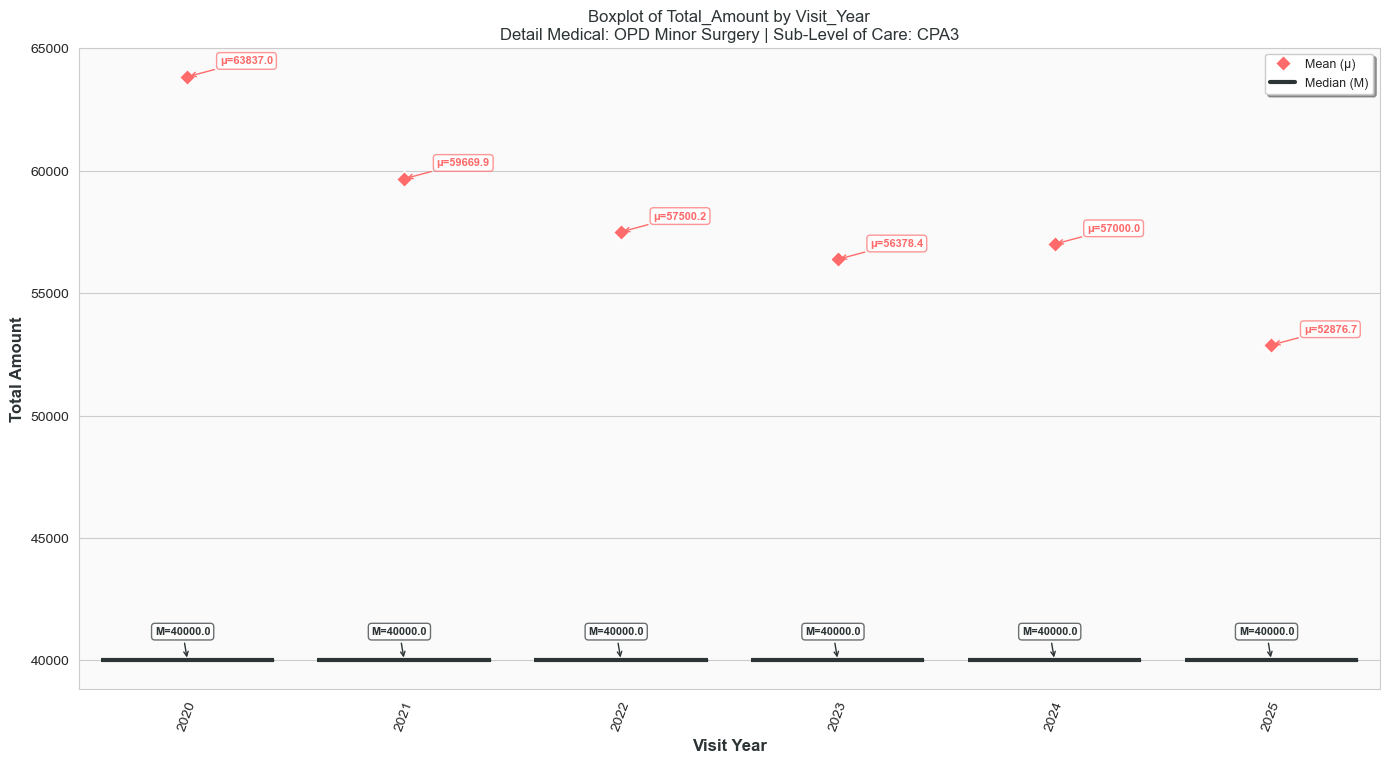 Boxplot of Total_Amount by Visit_Year
Detail Medical: OPD Minor Surgery | Sub-Level of Care: CPA3
65000
60000
55000
50000
45000
40000
Total Amount
μ=63837.0
μ=59669.9
μ=57500.2
μ=56378.4
μ=57000.0
μ=52876.7
Mean (μ)
Median (M)
M=40000.0
M=40000.0
M=40000.0
M=40000.0
M=40000.0
M=40000.0
2020
2021
2022
2023
2024
2025
Visit Year